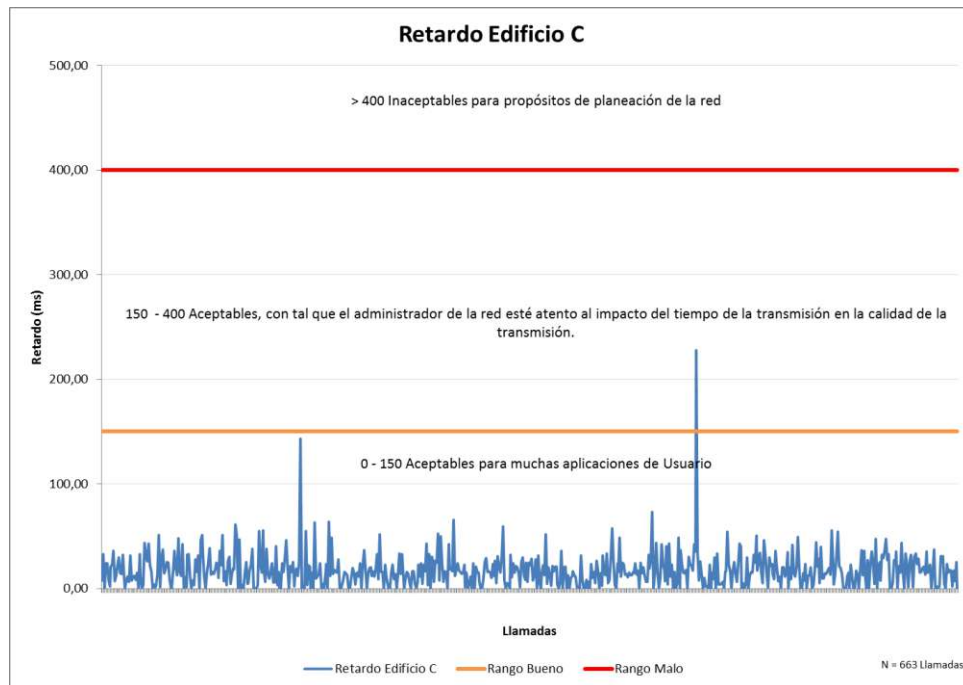 Retardo Edificio C
500,00
> 400 Inaceptables para propósitos de planeación de la red
400,00
300,00
150 - 400 Aceptables, con tal que el administrador de la red esté atento al impacto del tiempo de la transmisión en la calidad de la
transmisión.
Retardo (ms)
200,00
0 - 150 Aceptables para muchas aplicaciones de Usuario
100,00
0,00
Llamadas
Retardo Edificio C
Rango Bueno
Rango Malo
N = 663 Llamadas